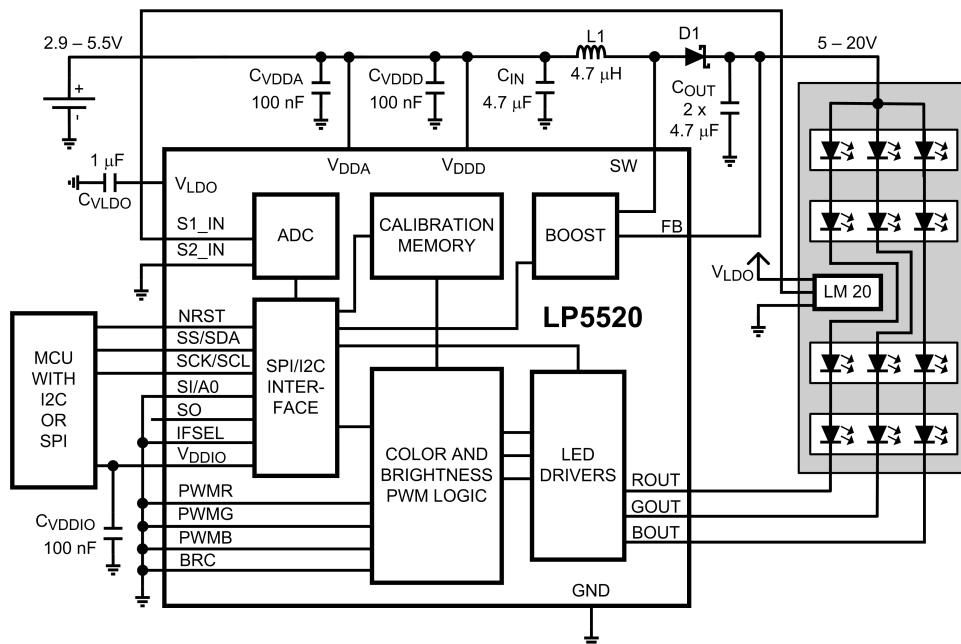 2.9 – 5.5V
L1
4.7 μH
D1
5 – 20V
CVDDA
100 nF
CVDDD
100 nF
CIN
4.7 μF
COUT
2 x
4.7 μF
+
-
1 μF
CVLDO
VLDO
VDDA
VDDD
SW
S1_IN
S2_IN
ADC
CALIBRATION
MEMORY
BOOST
FB
VLDO
LM 20
LP5520
MCU
WITH
I2C
OR
SPI
NRST
SS/SDA
SCK/SCL
SI/A0
SO
IFSEL
VDDIO
SPI/I2C
INTER-
FACE
COLOR AND
BRIGHTNESS
PWM LOGIC
LED
DRIVERS
ROUT
GOUT
BOUT
CVDDIO
100 nF
PWMR
PWMG
PWMB
BRC
GND